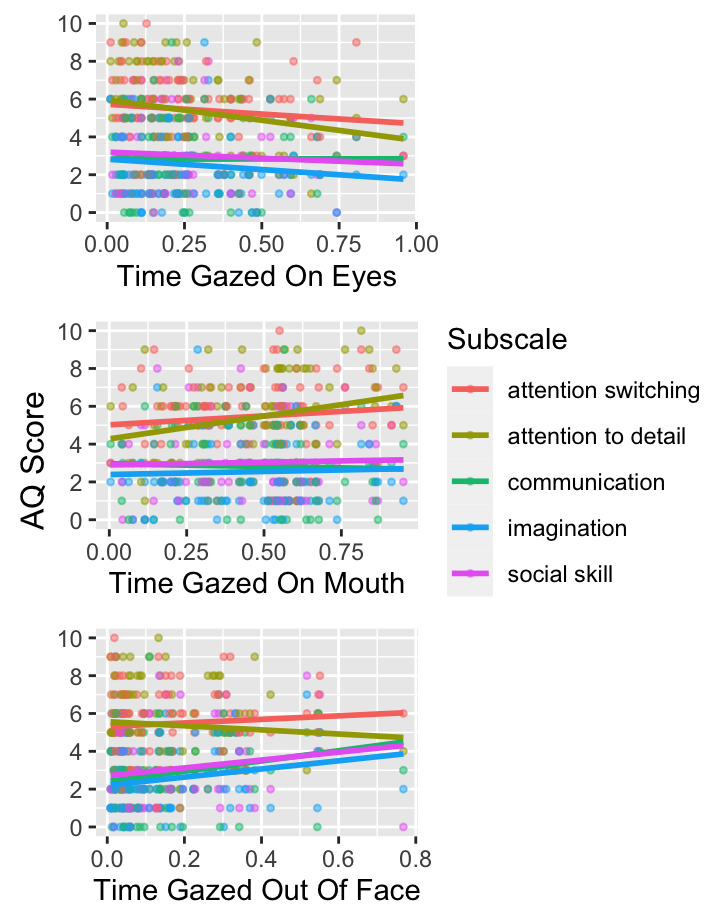 10
8
6
4
2
0
0.00 0.25 0.50 0.75 1.00
Time Gazed On Eyes
10
8
6
4
2
0
0.00 0.25 0.50 0.75
Time Gazed On Mouth
AQ Score
Subscale
attention switching
attention to detail
communication
imagination
social skill
10
8
6
4
2
0
0.0 0.2 0.4 0.6 0.8
Time Gazed Out Of Face